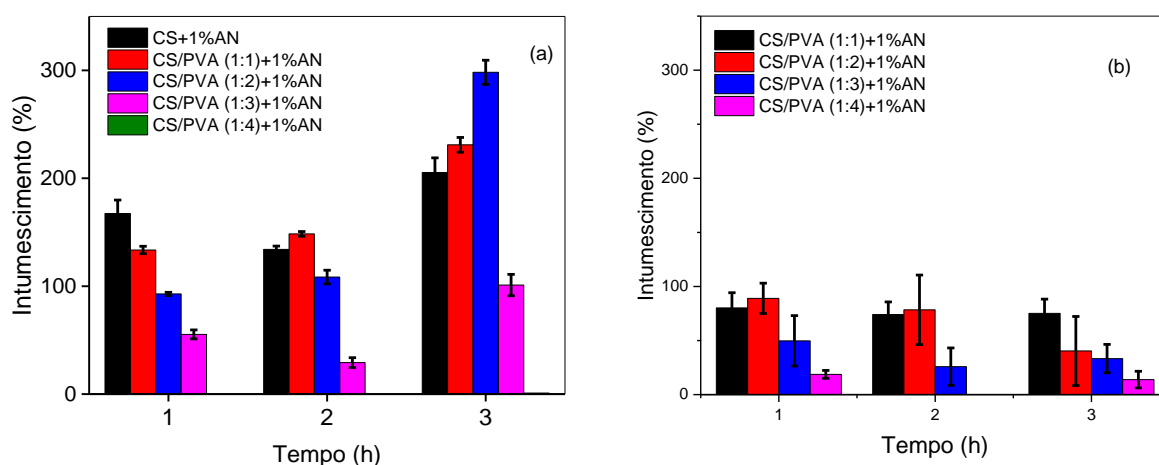 (a)
CS+1%AN
CS/PVA (1:1)+1%AN
CS/PVA (1:2)+1%AN
CS/PVA (1:3)+1%AN
CS/PVA (1:4)+1%AN
Intumescimento (%)
300
200
100
0
1 2 3
Tempo (h)
(b)
CS/PVA (1:1)+1%AN
CS/PVA (1:2)+1%AN
CS/PVA (1:3)+1%AN
CS/PVA (1:4)+1%AN
Intumescimento (%)
300
200
100
0
1 2 3
Tempo (h)